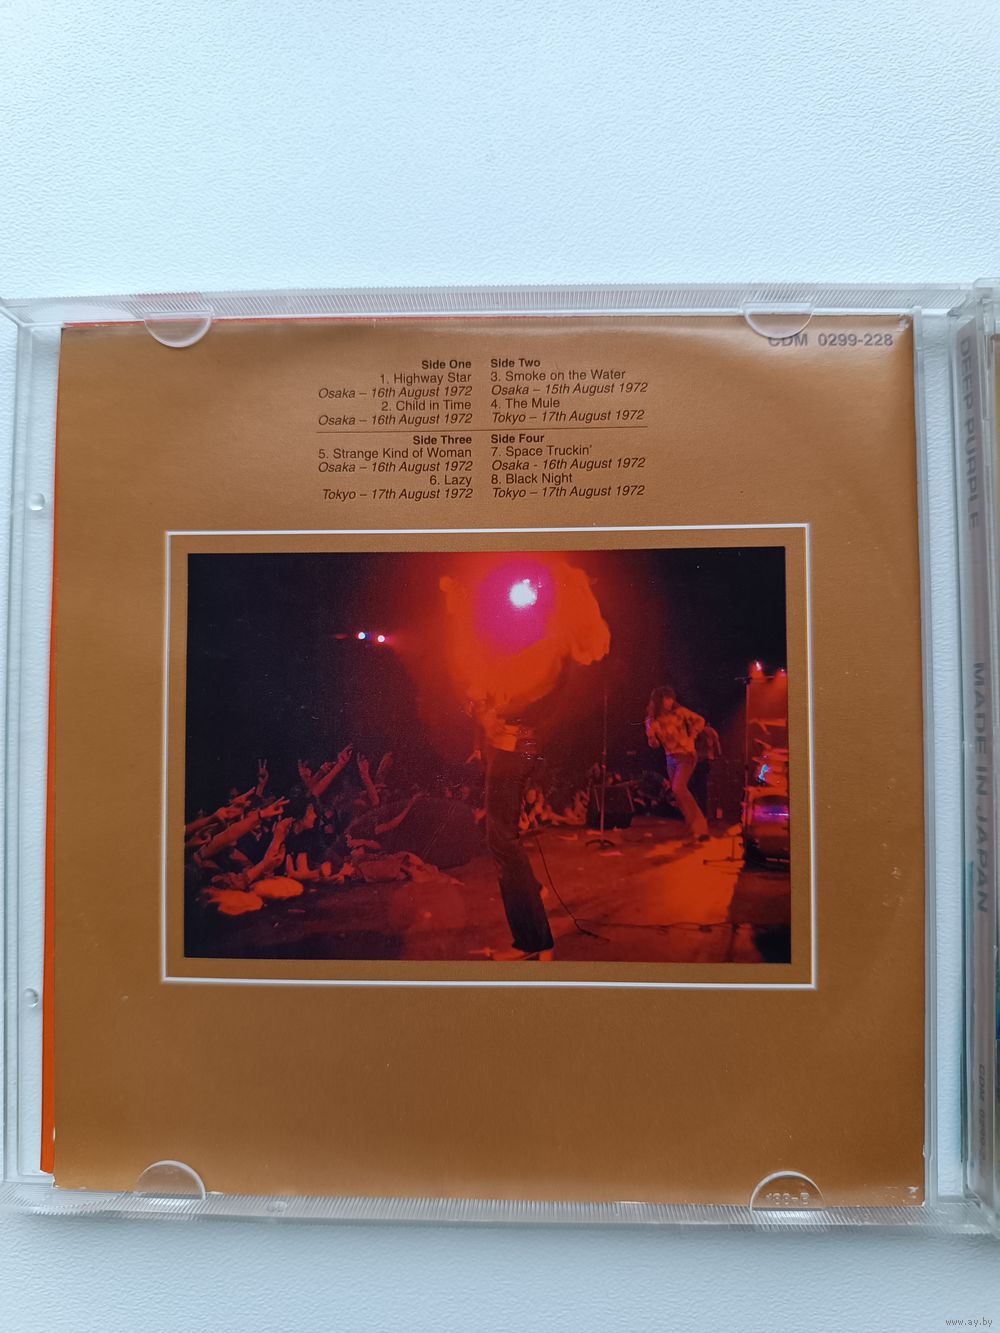 CDM 0299-228
Side One
1. Highway Star
Osaka – 16th August 1972
2. Child in Time
Osaka – 16th August 1972
Side Two
3. Smoke on the Water
Osaka – 15th August 1972
4. The Mule
Tokyo – 17th August 1972
Side Three
5. Strange Kind of Woman
Osaka – 16th August 1972
6. Lazy
Tokyo – 17th August 1972
Side Four
7. Space Truckin'
Osaka - 16th August 1972
8. Black Night
Tokyo – 17th August 1972
DEEP PURPLE
MADE IN JAPAN
CDM
www.ay.by